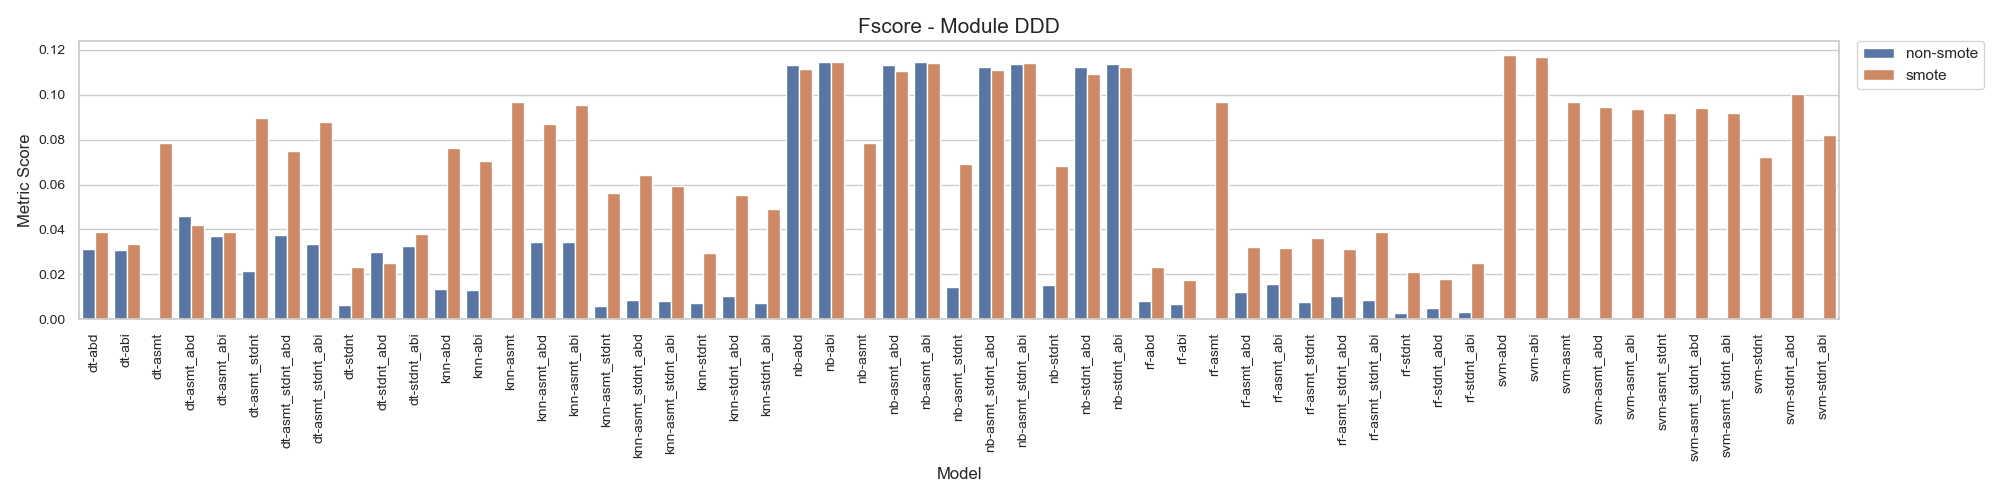 Fscore - Module DDD
non-smote
smote
Metric Score
0.12
0.10
0.08
0.06
0.04
0.02
0.00
dt-abd
dt-abi
dt-asmt
dt-asmt_abd
dt-asmt_abi
dt-asmt_stdnt
dt-asmt_stdnt_abd
dt-asmt_stdnt_abi
dt-stdnt
dt-stdnt_abd
dt-stdnt_abi
knn-abd
knn-abi
knn-asmt
knn-asmt_abd
knn-asmt_abi
knn-asmt_stdnt
knn-asmt_stdnt_abd
knn-asmt_stdnt_abi
knn-stdnt
knn-stdnt_abd
knn-stdnt_abi
nb-abd
nb-abi
nb-asmt
nb-asmt_abd
nb-asmt_abi
nb-asmt_stdnt
nb-asmt_stdnt_abd
nb-asmt_stdnt_abi
nb-stdnt
nb-stdnt_abd
nb-stdnt_abi
rf-abd
rf-abi
rf-asmt
rf-asmt_abd
rf-asmt_abi
rf-asmt_stdnt
rf-asmt_stdnt_abd
rf-asmt_stdnt_abi
rf-stdnt
rf-stdnt_abd
rf-stdnt_abi
svm-abd
svm-abi
svm-asmt
svm-asmt_abd
svm-asmt_abi
svm-asmt_stdnt
svm-asmt_stdnt_abd
svm-asmt_stdnt_abi
svm-stdnt
svm-stdnt_abd
svm-stdnt_abi
Model